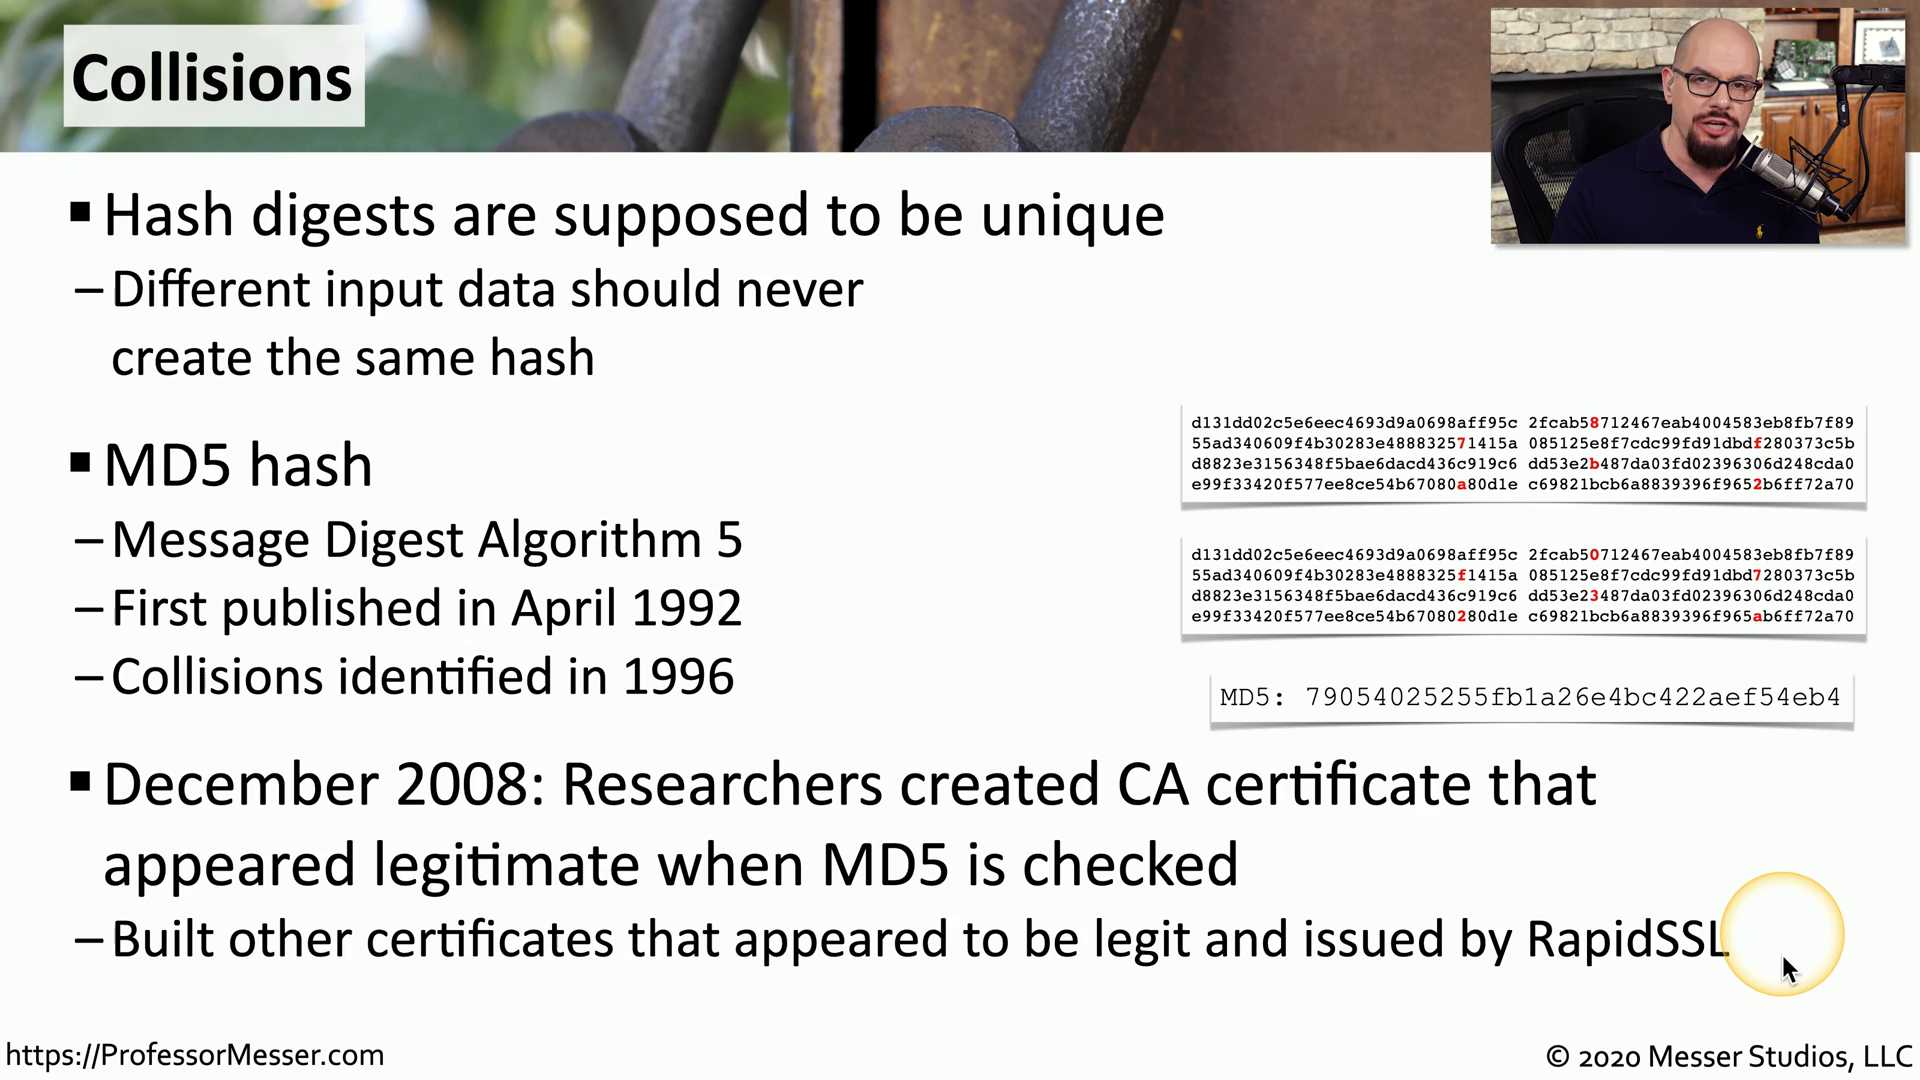 Collisions
▪ Hash digests are supposed to be unique
– Different input data should never
create the same hash
▪ MD5 hash
– Message Digest Algorithm 5
– First published in April 1992
– Collisions identified in 1996
d131dd02c5e6eec4693d9a0698aff95c 2fcab58712467eab4004583eb8fb7f89
55ad340609f4b30283e488832571415a 085125e8f7cdc99fd91dbdf280373c5b
d8823e3156348f5bae6dacd436c919c6 dd53e2b487da03fd02396306d248cda0
e99f33420f577ee8ce54b67080a80d1e c69821bcb6a8839396f9652b6ff72a70
d131dd02c5e6eec4693d9a0698aff95c 2fcab50712467eab4004583eb8fb7f89
55ad340609f4b30283e4888325f1415a 085125e8f7cdc99fd91dbd7280373c5b
d8823e3156348f5bae6dacd436c919c6 dd53e23487da03fd02396306d248cda0
e99f33420f577ee8ce54b67080280d1e c69821bcb6a8839396f965ab6ff72a70
MD5: 79054025255fb1a26e4bc422aef54eb4
▪ December 2008: Researchers created CA certificate that
appeared legitimate when MD5 is checked
– Built other certificates that appeared to be legit and issued by RapidSSL
https://ProfessorMesser.com
© 2020 Messer Studios, LLC